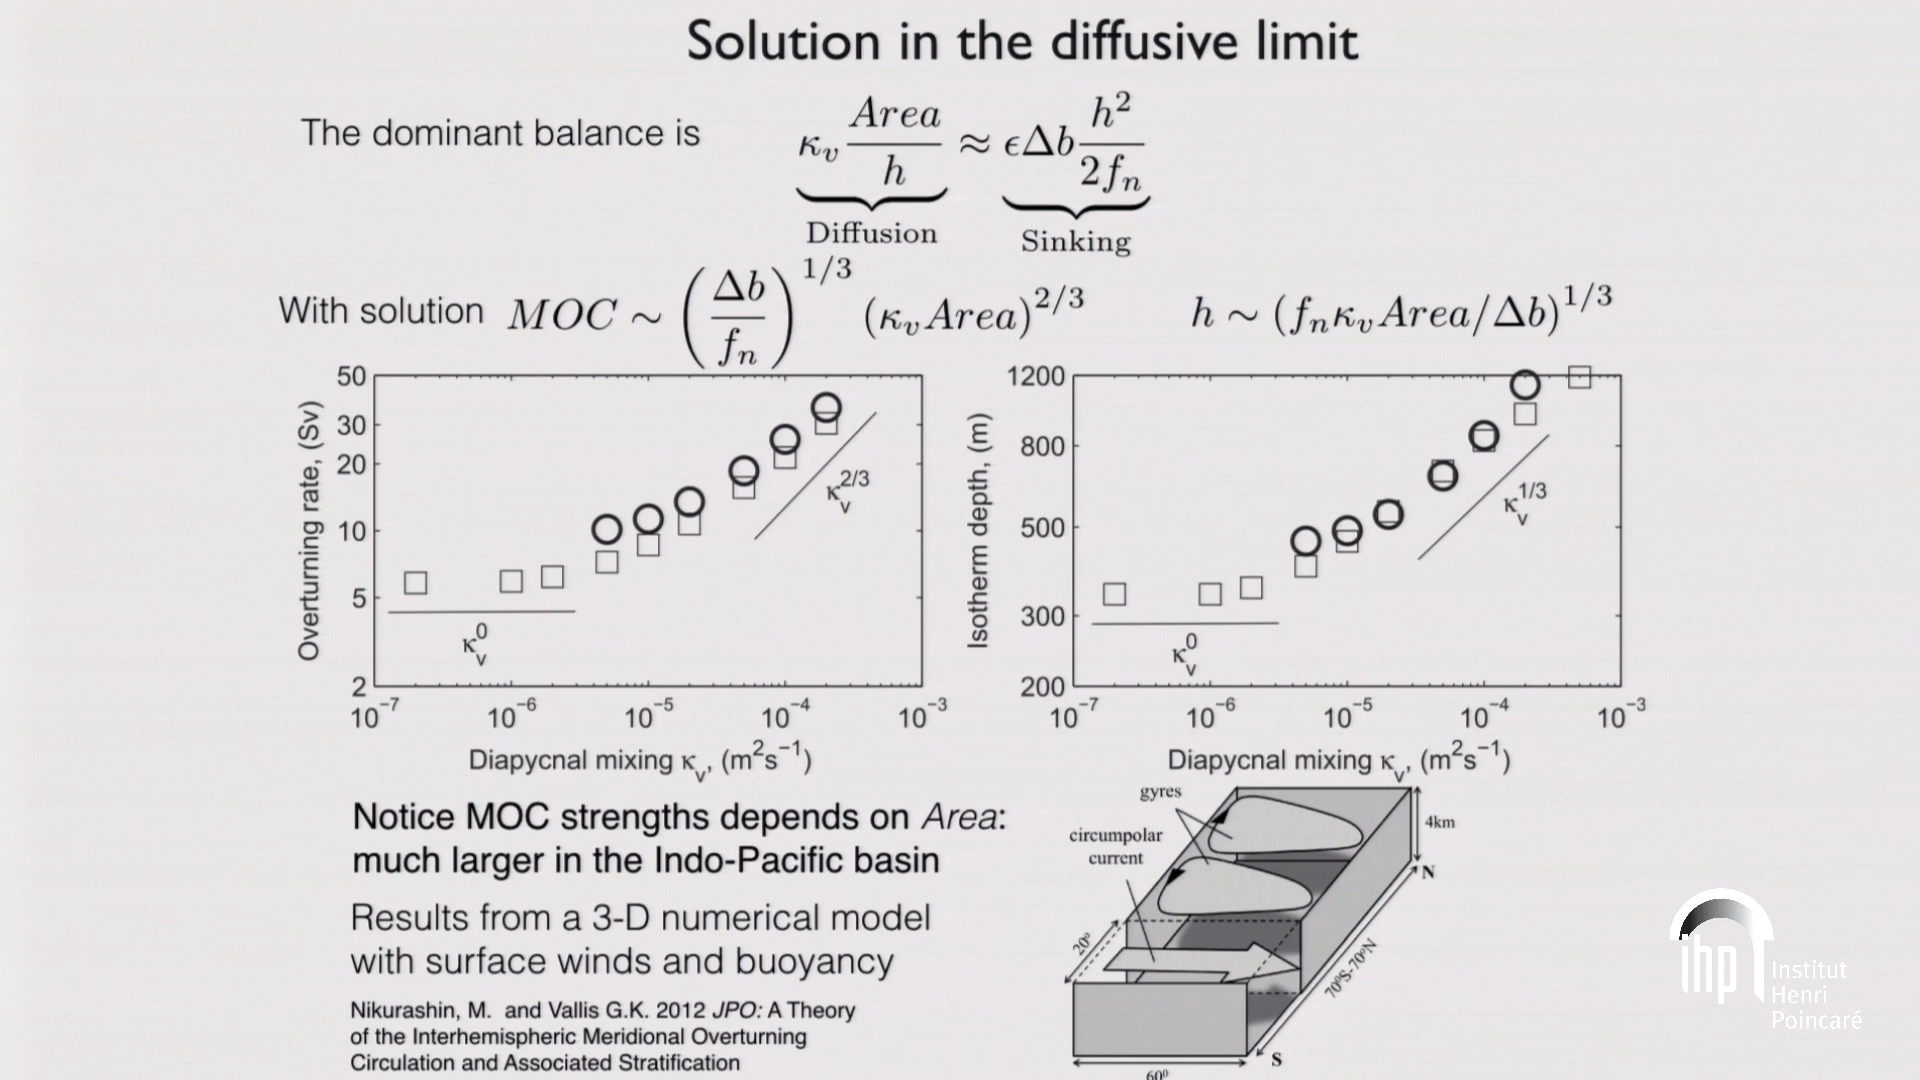 Solution in the diffusive limit
The dominant balance is κ_v Area/h ≈ ϵΔb h²/2f_n
Diffusion
Sinking
With solution MOC ∼ (Δb/f_n)^{1/3} (κ_v Area)^{2/3} h ∼ (f_n κ_v Area/Δb)^{1/3}
Overturning rate, (Sv)
50
30
20
10
5
2
κ_v^{2/3}
κ_v^0
10⁻⁷ 10⁻⁶ 10⁻⁵ 10⁻⁴ 10⁻³
Diapycnal mixing κ_v, (m²s⁻¹)
Isotherm depth, (m)
1200
800
500
300
200
κ_v^{1/3}
κ_v^0
10⁻⁷ 10⁻⁶ 10⁻⁵ 10⁻⁴ 10⁻³
Diapycnal mixing κ_v, (m²s⁻¹)
Notice MOC strengths depends on Area:
much larger in the Indo-Pacific basin
Results from a 3-D numerical model
with surface winds and buoyancy
Nikurashin, M. and Vallis G.K. 2012 JPO: A Theory
of the Interhemispheric Meridional Overturning
Circulation and Associated Stratification
gyres
circumpolar
current
4km
N
20⁰
70⁰S-70⁰N
S
60⁰
ihp
Institut
Henri
Poincaré